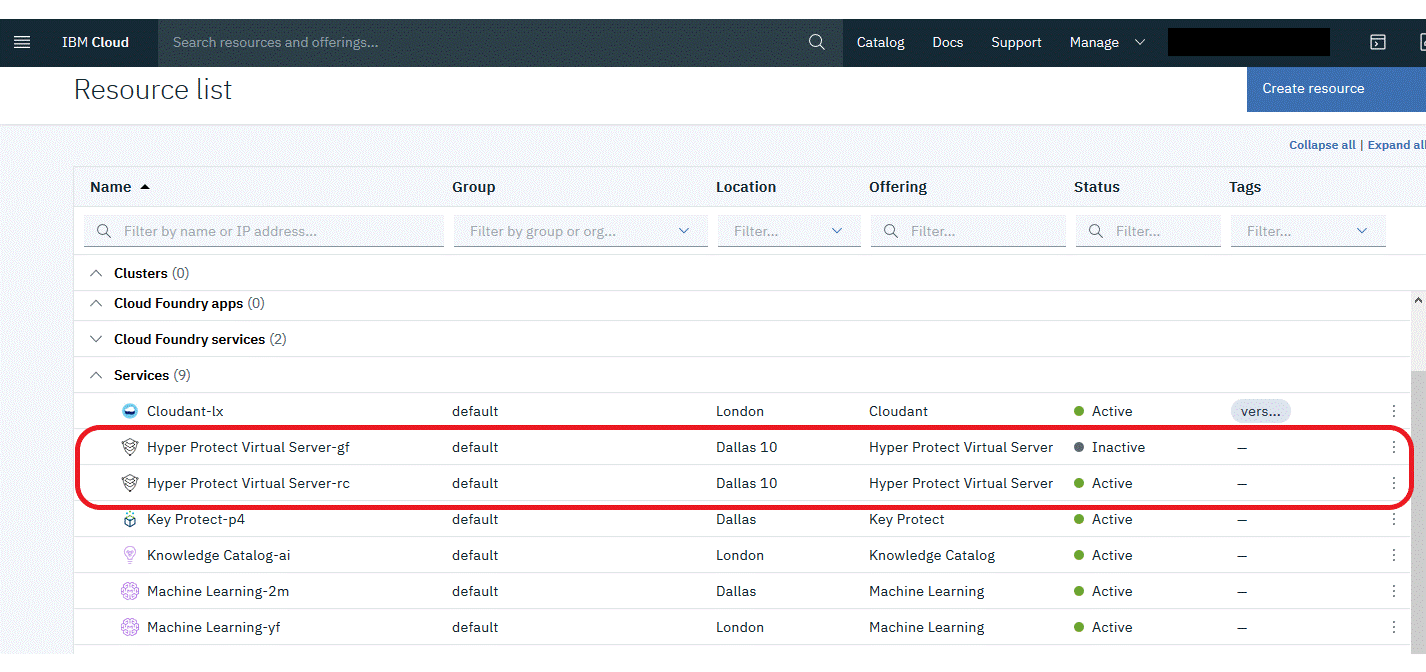 IBM Cloud Search resources and offerings... Catalog Docs Support Manage
Resource list Create resource
Collapse all | Expand all
Name Group Location Offering Status Tags
Filter by name or IP address... Filter by group or org... Filter... Filter... Filter... Filter...
Clusters (0)
Cloud Foundry apps (0)
Cloud Foundry services (2)
Services (9)
Cloudant-lx default London Cloudant Active vers...
Hyper Protect Virtual Server-gf default Dallas 10 Hyper Protect Virtual Server Inactive –
Hyper Protect Virtual Server-rc default Dallas 10 Hyper Protect Virtual Server Active –
Key Protect-p4 default Dallas Key Protect Active –
Knowledge Catalog-ai default London Knowledge Catalog Active –
Machine Learning-2m default Dallas Machine Learning Active –
Machine Learning-yf default London Machine Learning Active –